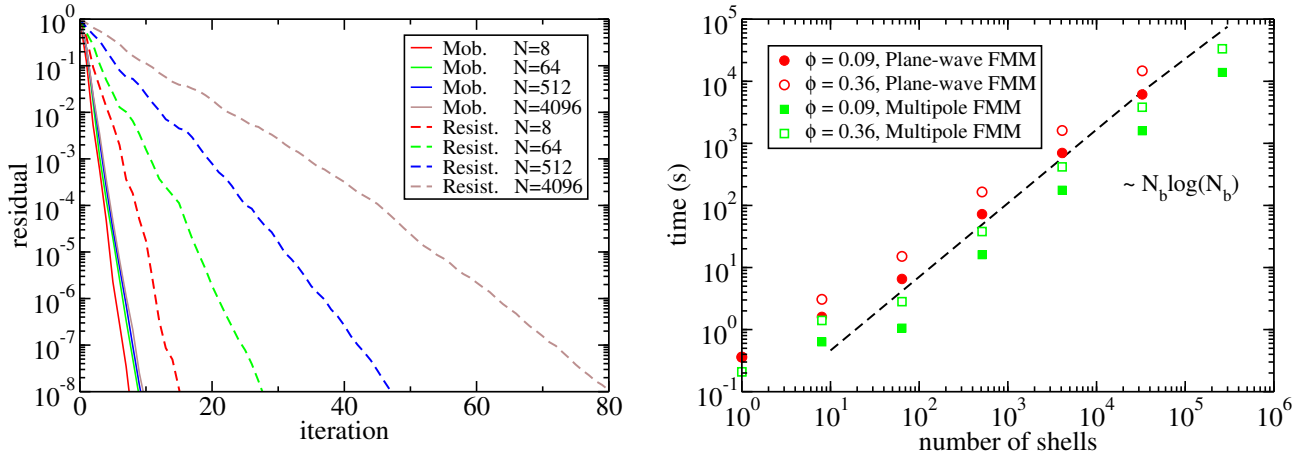 10^0
10^-1
10^-2
10^-3
10^-4
10^-5
10^-6
10^-7
10^-8
residual
0 20 40 60 80
iteration
Mob. N=8
Mob. N=64
Mob. N=512
Mob. N=4096
Resist. N=8
Resist. N=64
Resist. N=512
Resist. N=4096
10^5
10^4
10^3
10^2
10^1
10^0
10^-1
time (s)
10^0 10^1 10^2 10^3 10^4 10^5 10^6
number of shells
ϕ = 0.09, Plane-wave FMM
ϕ = 0.36, Plane-wave FMM
ϕ = 0.09, Multipole FMM
ϕ = 0.36, Multipole FMM
~ N_b log(N_b)